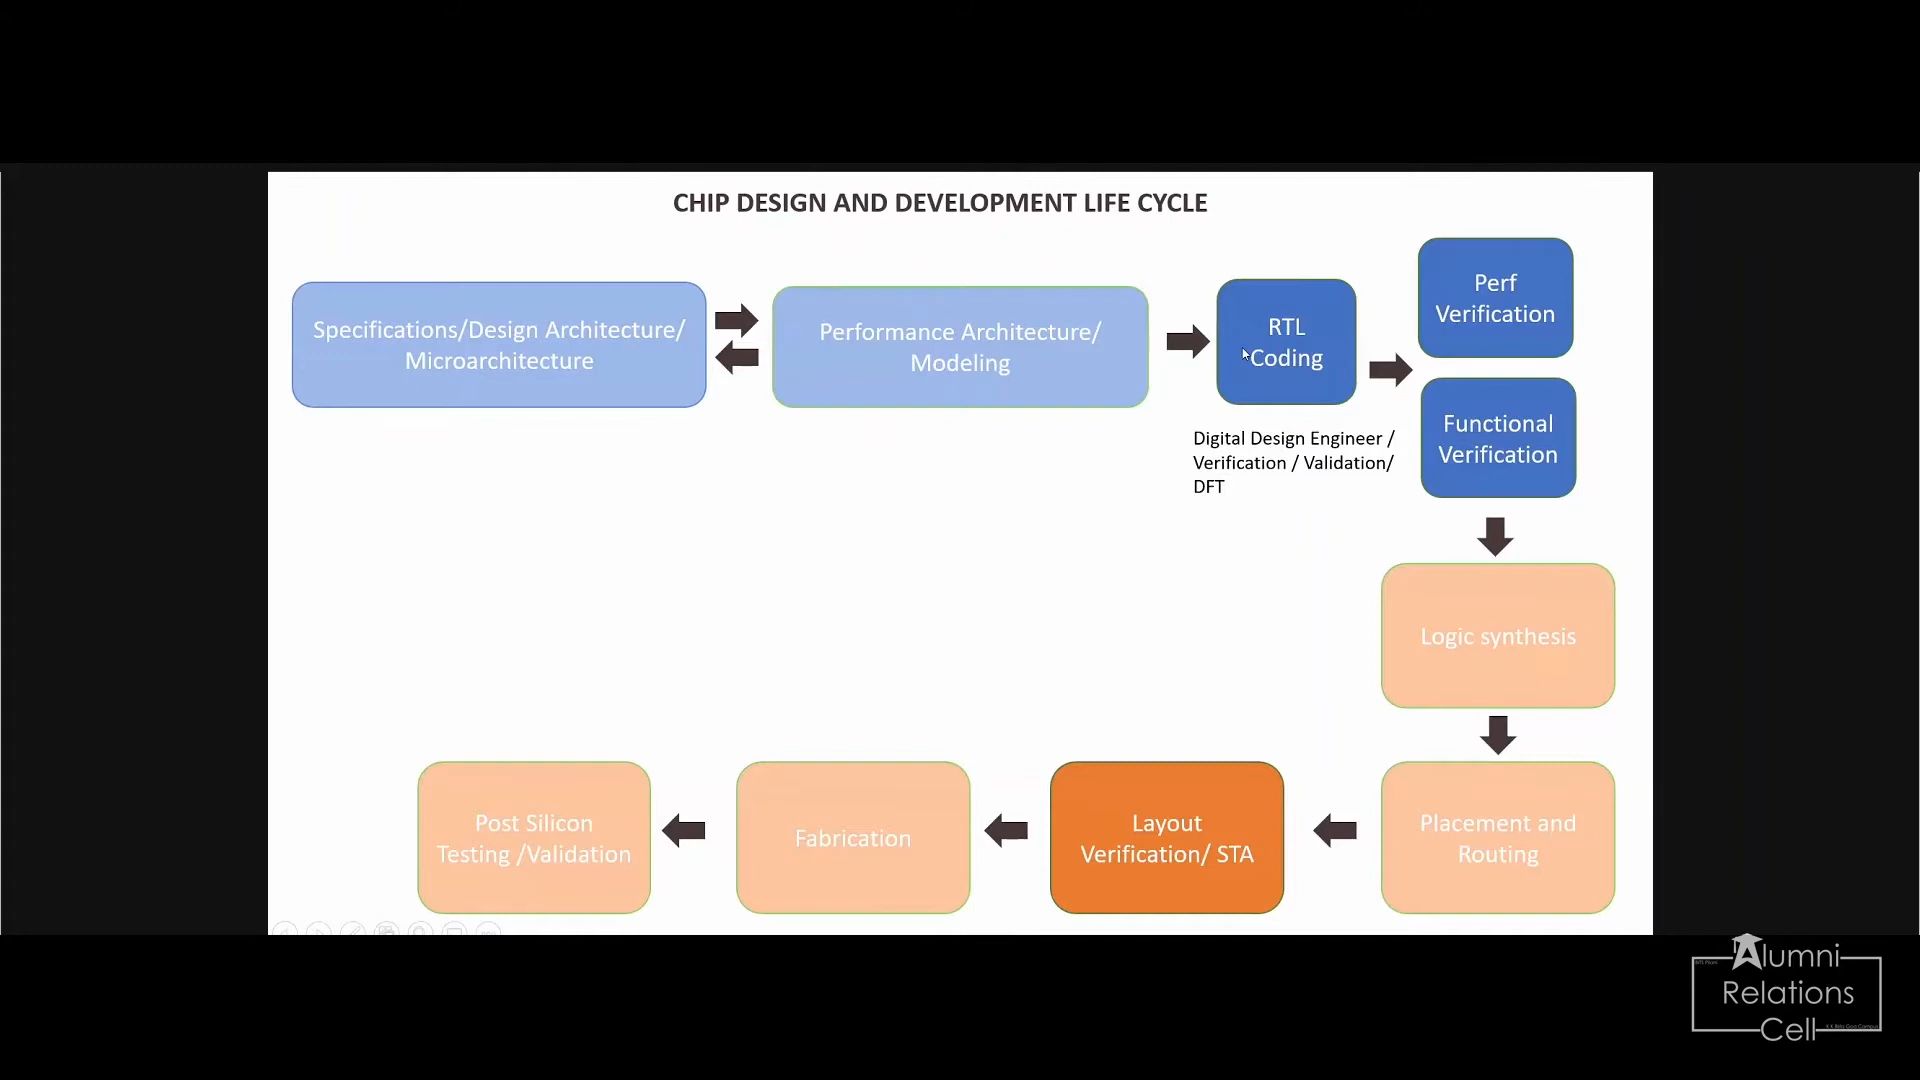 CHIP DESIGN AND DEVELOPMENT LIFE CYCLE
Specifications/Design Architecture/
Microarchitecture
Performance Architecture/
Modeling
RTL
Coding
Perf
Verification
Digital Design Engineer /
Verification / Validation/
DFT
Functional
Verification
Logic synthesis
Placement and
Routing
Layout
Verification/ STA
Fabrication
Post Silicon
Testing /Validation
Alumni
Relations
Cell